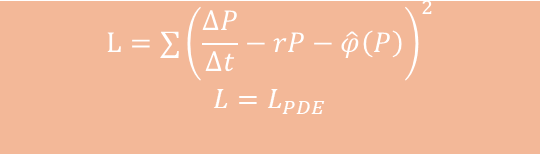 L = ∑ (ΔP/Δt − rP − φ̂(P))²
L = L_PDE